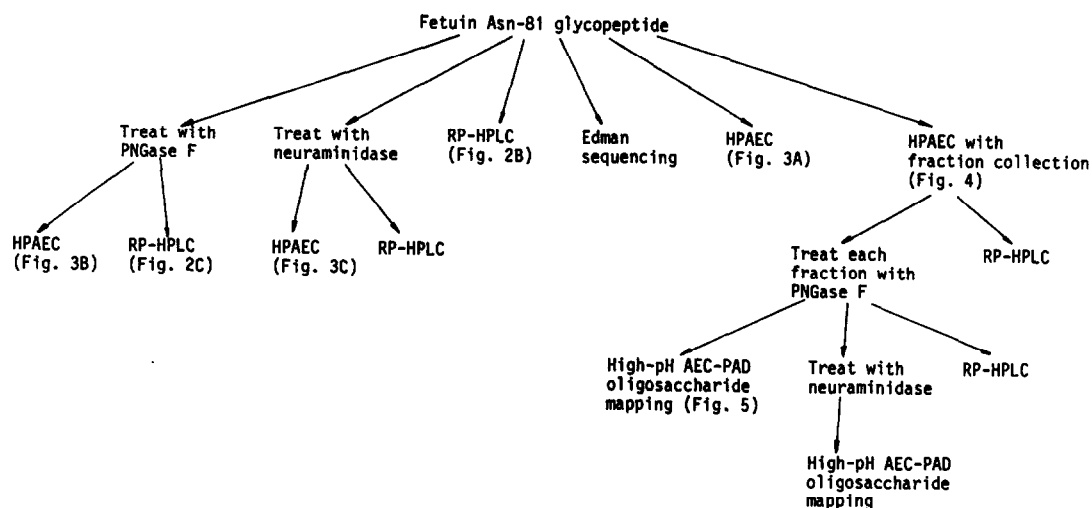 Fetuin Asn-81 glycopeptide
Treat with
PNGase F
Treat with
neuraminidase
RP-HPLC
(Fig. 2B)
Edman
sequencing
HPAEC
(Fig. 3A)
HPAEC with
fraction collection
(Fig. 4)
HPAEC
(Fig. 3B)
RP-HPLC
(Fig. 2C)
HPAEC
(Fig. 3C)
RP-HPLC
Treat each
fraction with
PNGase F
RP-HPLC
High-pH AEC-PAD
oligosaccharide
mapping (Fig. 5)
Treat with
neuraminidase
RP-HPLC
High-pH AEC-PAD
oligosaccharide
mapping